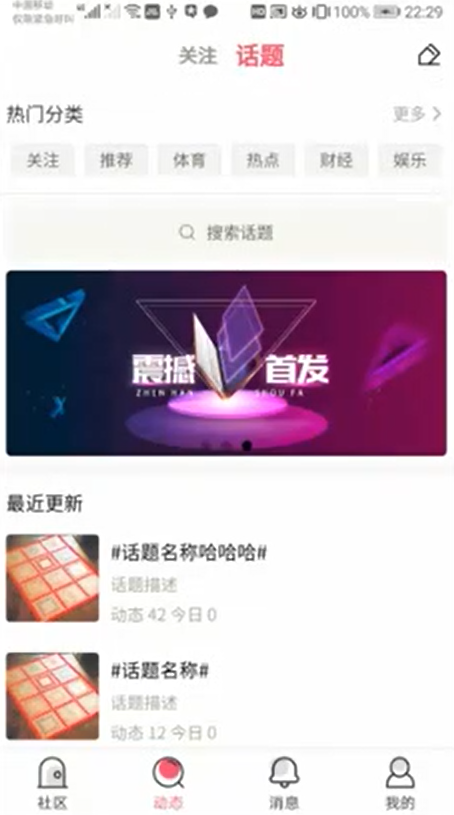 中国移动
仅限紧急呼叫
100% 22:29
关注 话题
热门分类 更多
关注 推荐 体育 热点 财经 娱乐
搜索话题
震撼 首发
ZHEN HAN SHOU FA
最近更新
#话题名称哈哈哈#
话题描述
动态 42 今日 0
#话题名称#
话题描述
动态 12 今日 0
社区 动态 消息 我的